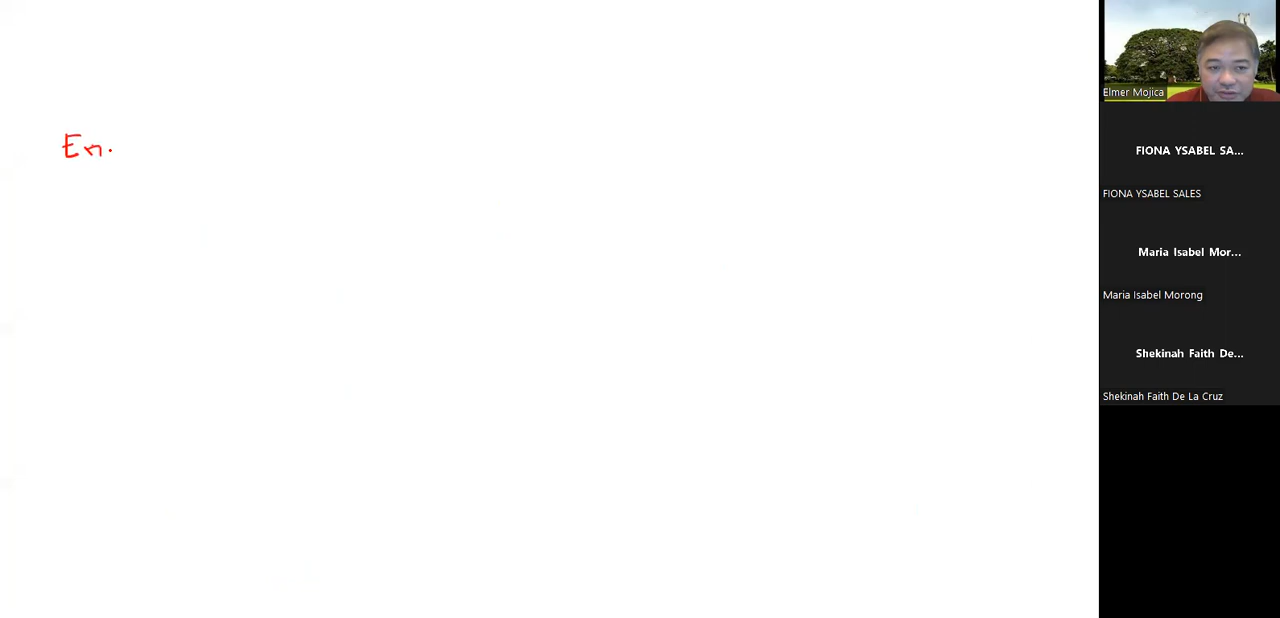 En.
Elmer Mojica
FIONA YSABEL SA...
FIONA YSABEL SALES
Maria Isabel Mor...
Maria Isabel Morong
Shekinah Faith De...
Shekinah Faith De La Cruz